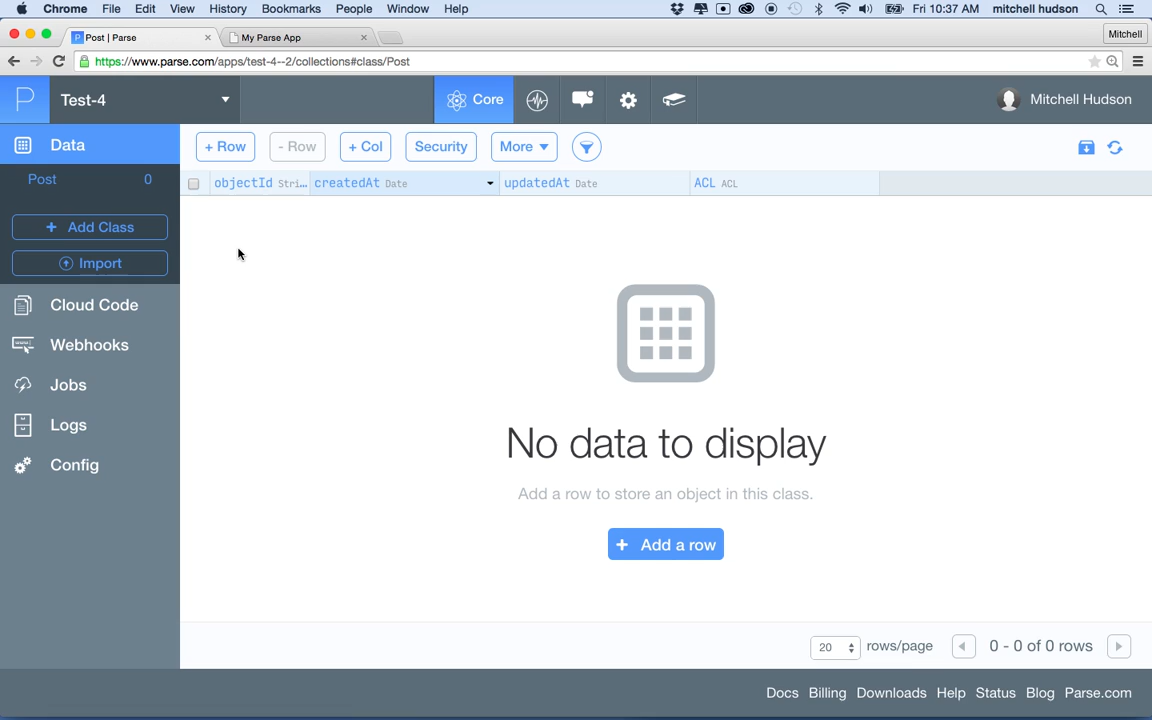 Chrome File Edit View History Bookmarks People Window Help Fri 10:37 AM mitchell hudson
Post | Parse My Parse App Mitchell
https://www.parse.com/apps/test-4--2/collections#class/Post
Test-4 Core Mitchell Hudson
Data + Row - Row + Col Security More
Post 0 objectId Stri... createdAt Date updatedAt Date ACL ACL
+ Add Class
Import
Cloud Code
Webhooks
Jobs
Logs
Config
No data to display
Add a row to store an object in this class.
+ Add a row
20 rows/page 0 - 0 of 0 rows
Docs Billing Downloads Help Status Blog Parse.com